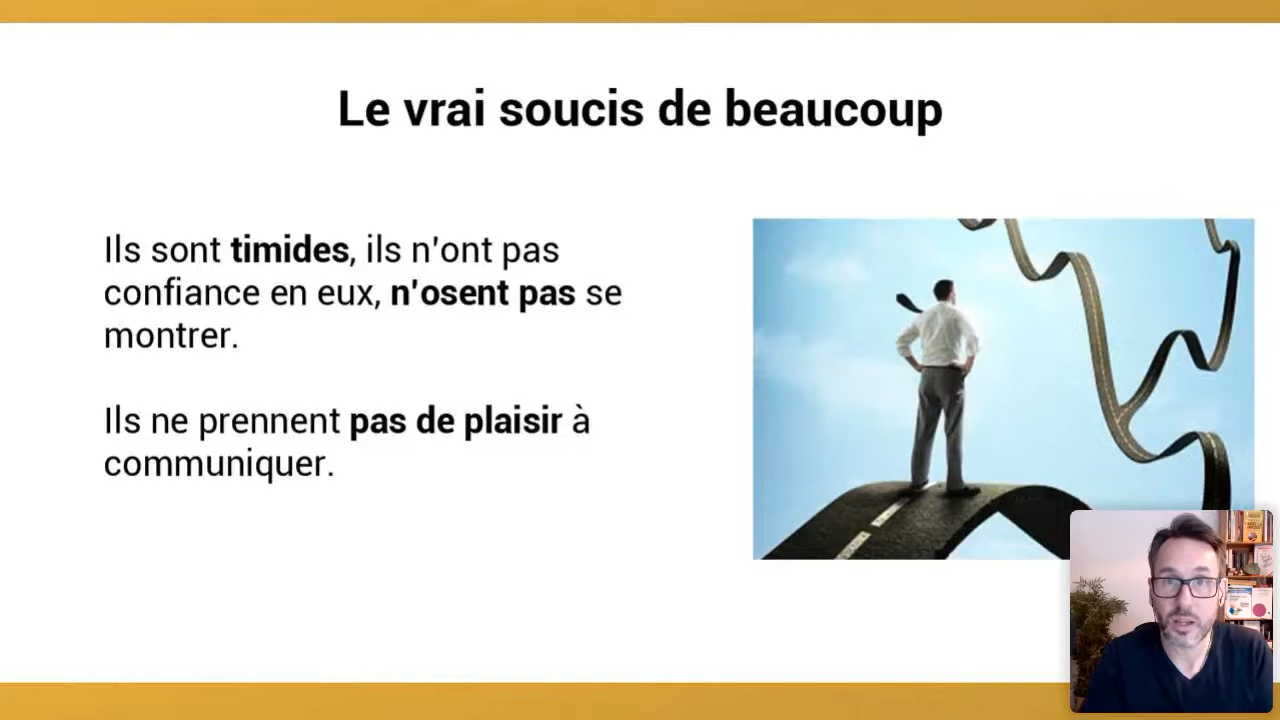 Le vrai soucis de beaucoup
Ils sont timides, ils n'ont pas
confiance en eux, n'osent pas se
montrer.
Ils ne prennent pas de plaisir à
communiquer.